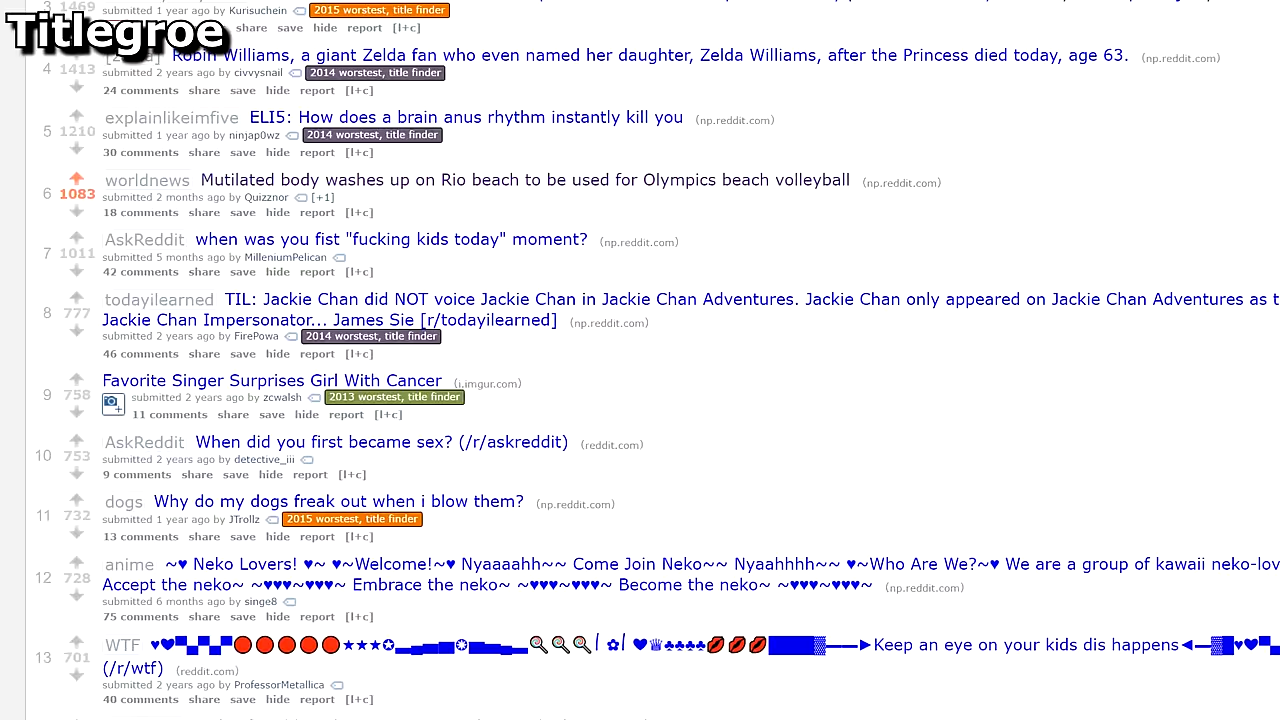 3 1469 submitted 1 year ago by Kurisuchein 2015 worstest, title finder
share save hide report [l+c]
Titlegroe
4 1413 Robin Williams, a giant Zelda fan who even named her daughter, Zelda Williams, after the Princess died today, age 63. (np.reddit.com)
submitted 2 years ago by civvysnail 2014 worstest, title finder
24 comments share save hide report [l+c]
5 1210 explainlikeimfive ELI5: How does a brain anus rhythm instantly kill you (np.reddit.com)
submitted 1 year ago by ninjap0wz 2014 worstest, title finder
30 comments share save hide report [l+c]
6 1083 worldnews Mutilated body washes up on Rio beach to be used for Olympics beach volleyball (np.reddit.com)
submitted 2 months ago by Quizznor [+1]
18 comments share save hide report [l+c]
7 1011 AskReddit when was you fist "fucking kids today" moment? (np.reddit.com)
submitted 5 months ago by MilleniumPelican
42 comments share save hide report [l+c]
8 777 todayilearned TIL: Jackie Chan did NOT voice Jackie Chan in Jackie Chan Adventures. Jackie Chan only appeared on Jackie Chan Adventures as t
Jackie Chan Impersonator... James Sie [r/todayilearned] (np.reddit.com)
submitted 2 years ago by FirePowa 2014 worstest, title finder
46 comments share save hide report [l+c]
9 758 Favorite Singer Surprises Girl With Cancer (i.imgur.com)
submitted 2 years ago by zcwalsh 2013 worstest, title finder
11 comments share save hide report [l+c]
10 753 AskReddit When did you first became sex? (/r/askreddit) (reddit.com)
submitted 2 years ago by detective_iii
9 comments share save hide report [l+c]
11 732 dogs Why do my dogs freak out when i blow them? (np.reddit.com)
submitted 1 year ago by JTrollz 2015 worstest, title finder
13 comments share save hide report [l+c]
12 728 anime ~♥ Neko Lovers! ♥~ ♥~Welcome!~♥ Nyaaaahh~~ Come Join Neko~~ Nyaahhhh~~ ♥~Who Are We?~♥ We are a group of kawaii neko-lov
Accept the neko~ ~♥♥♥~♥♥♥~ Embrace the neko~ ~♥♥♥~♥♥♥~ Become the neko~ ~♥♥♥~♥♥♥~ (np.reddit.com)
submitted 6 months ago by singe8
75 comments share save hide report [l+c]
13 701 WTF ♥❤▀▄▀▄▀🔴🔴🔴🔴🔴★★★✪▂▃▄▅▆❂▆▅▄▃▂🍭🍭🍭⎛✿⎛❤♛♣♣♣♣💋💋💋████▓▬▬►Keep an eye on your kids dis happens◄▬▓█♥❤▀▄
(/r/wtf) (reddit.com)
submitted 2 years ago by ProfessorMetallica
40 comments share save hide report [l+c]